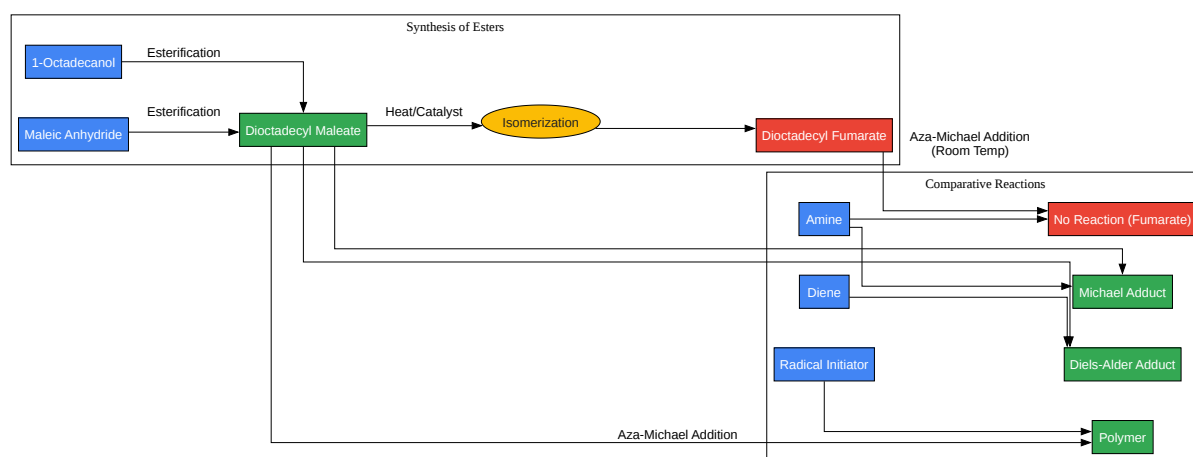 Synthesis of Esters
1-Octadecanol
Esterification
Maleic Anhydride
Esterification
Dioctadecyl Maleate
Heat/Catalyst
Isomerization
Dioctadecyl Fumarate
Aza-Michael Addition
(Room Temp)
Comparative Reactions
Amine
No Reaction (Fumarate)
Diene
Michael Adduct
Radical Initiator
Diels-Alder Adduct
Aza-Michael Addition
Polymer